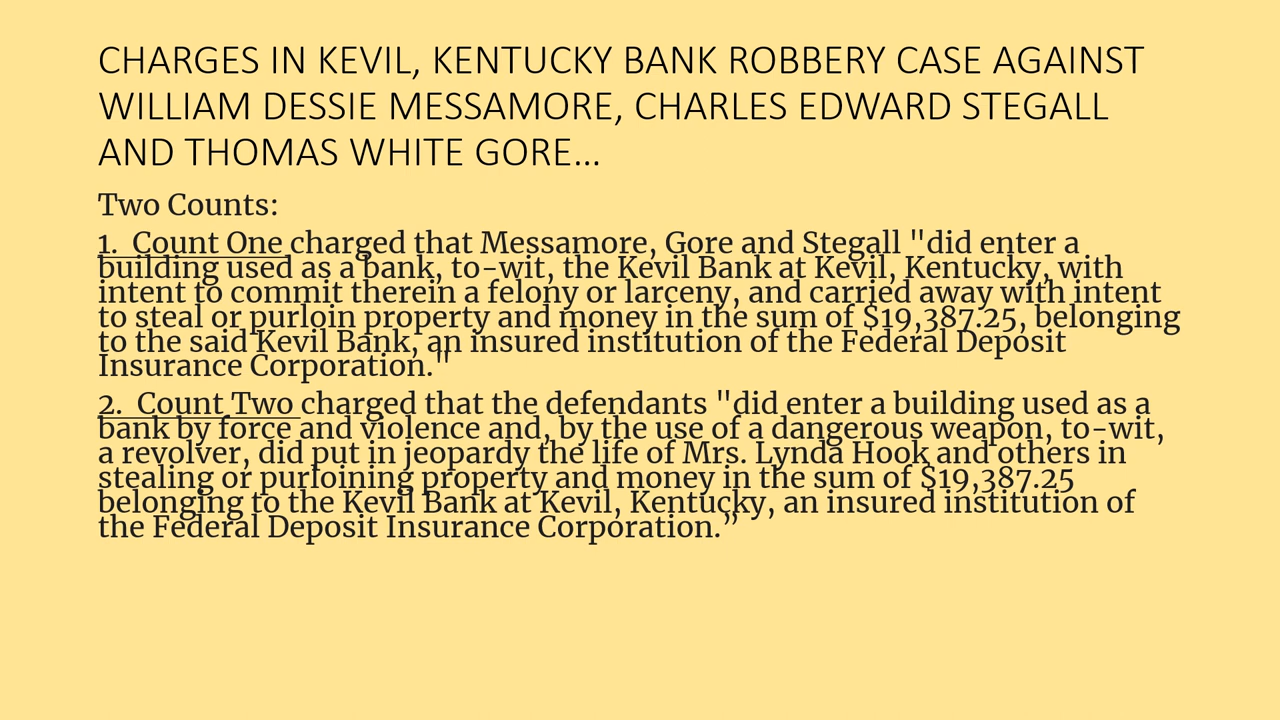 CHARGES IN KEVIL, KENTUCKY BANK ROBBERY CASE AGAINST
WILLIAM DESSIE MESSAMORE, CHARLES EDWARD STEGALL
AND THOMAS WHITE GORE...
Two Counts:
1.  Count One charged that Messamore, Gore and Stegall "did enter a
building used as a bank, to-wit, the Kevil Bank at Kevil, Kentucky, with
intent to commit therein a felony or larceny, and carried away with intent
to steal or purloin property and money in the sum of $19,387.25, belonging
to the said Kevil Bank, an insured institution of the Federal Deposit
Insurance Corporation."
2.  Count Two charged that the defendants "did enter a building used as a
bank by force and violence and, by the use of a dangerous weapon, to-wit,
a revolver, did put in jeopardy the life of Mrs. Lynda Hook and others in
stealing or purloining property and money in the sum of $19,387.25
belonging to the Kevil Bank at Kevil, Kentucky, an insured institution of
the Federal Deposit Insurance Corporation.”